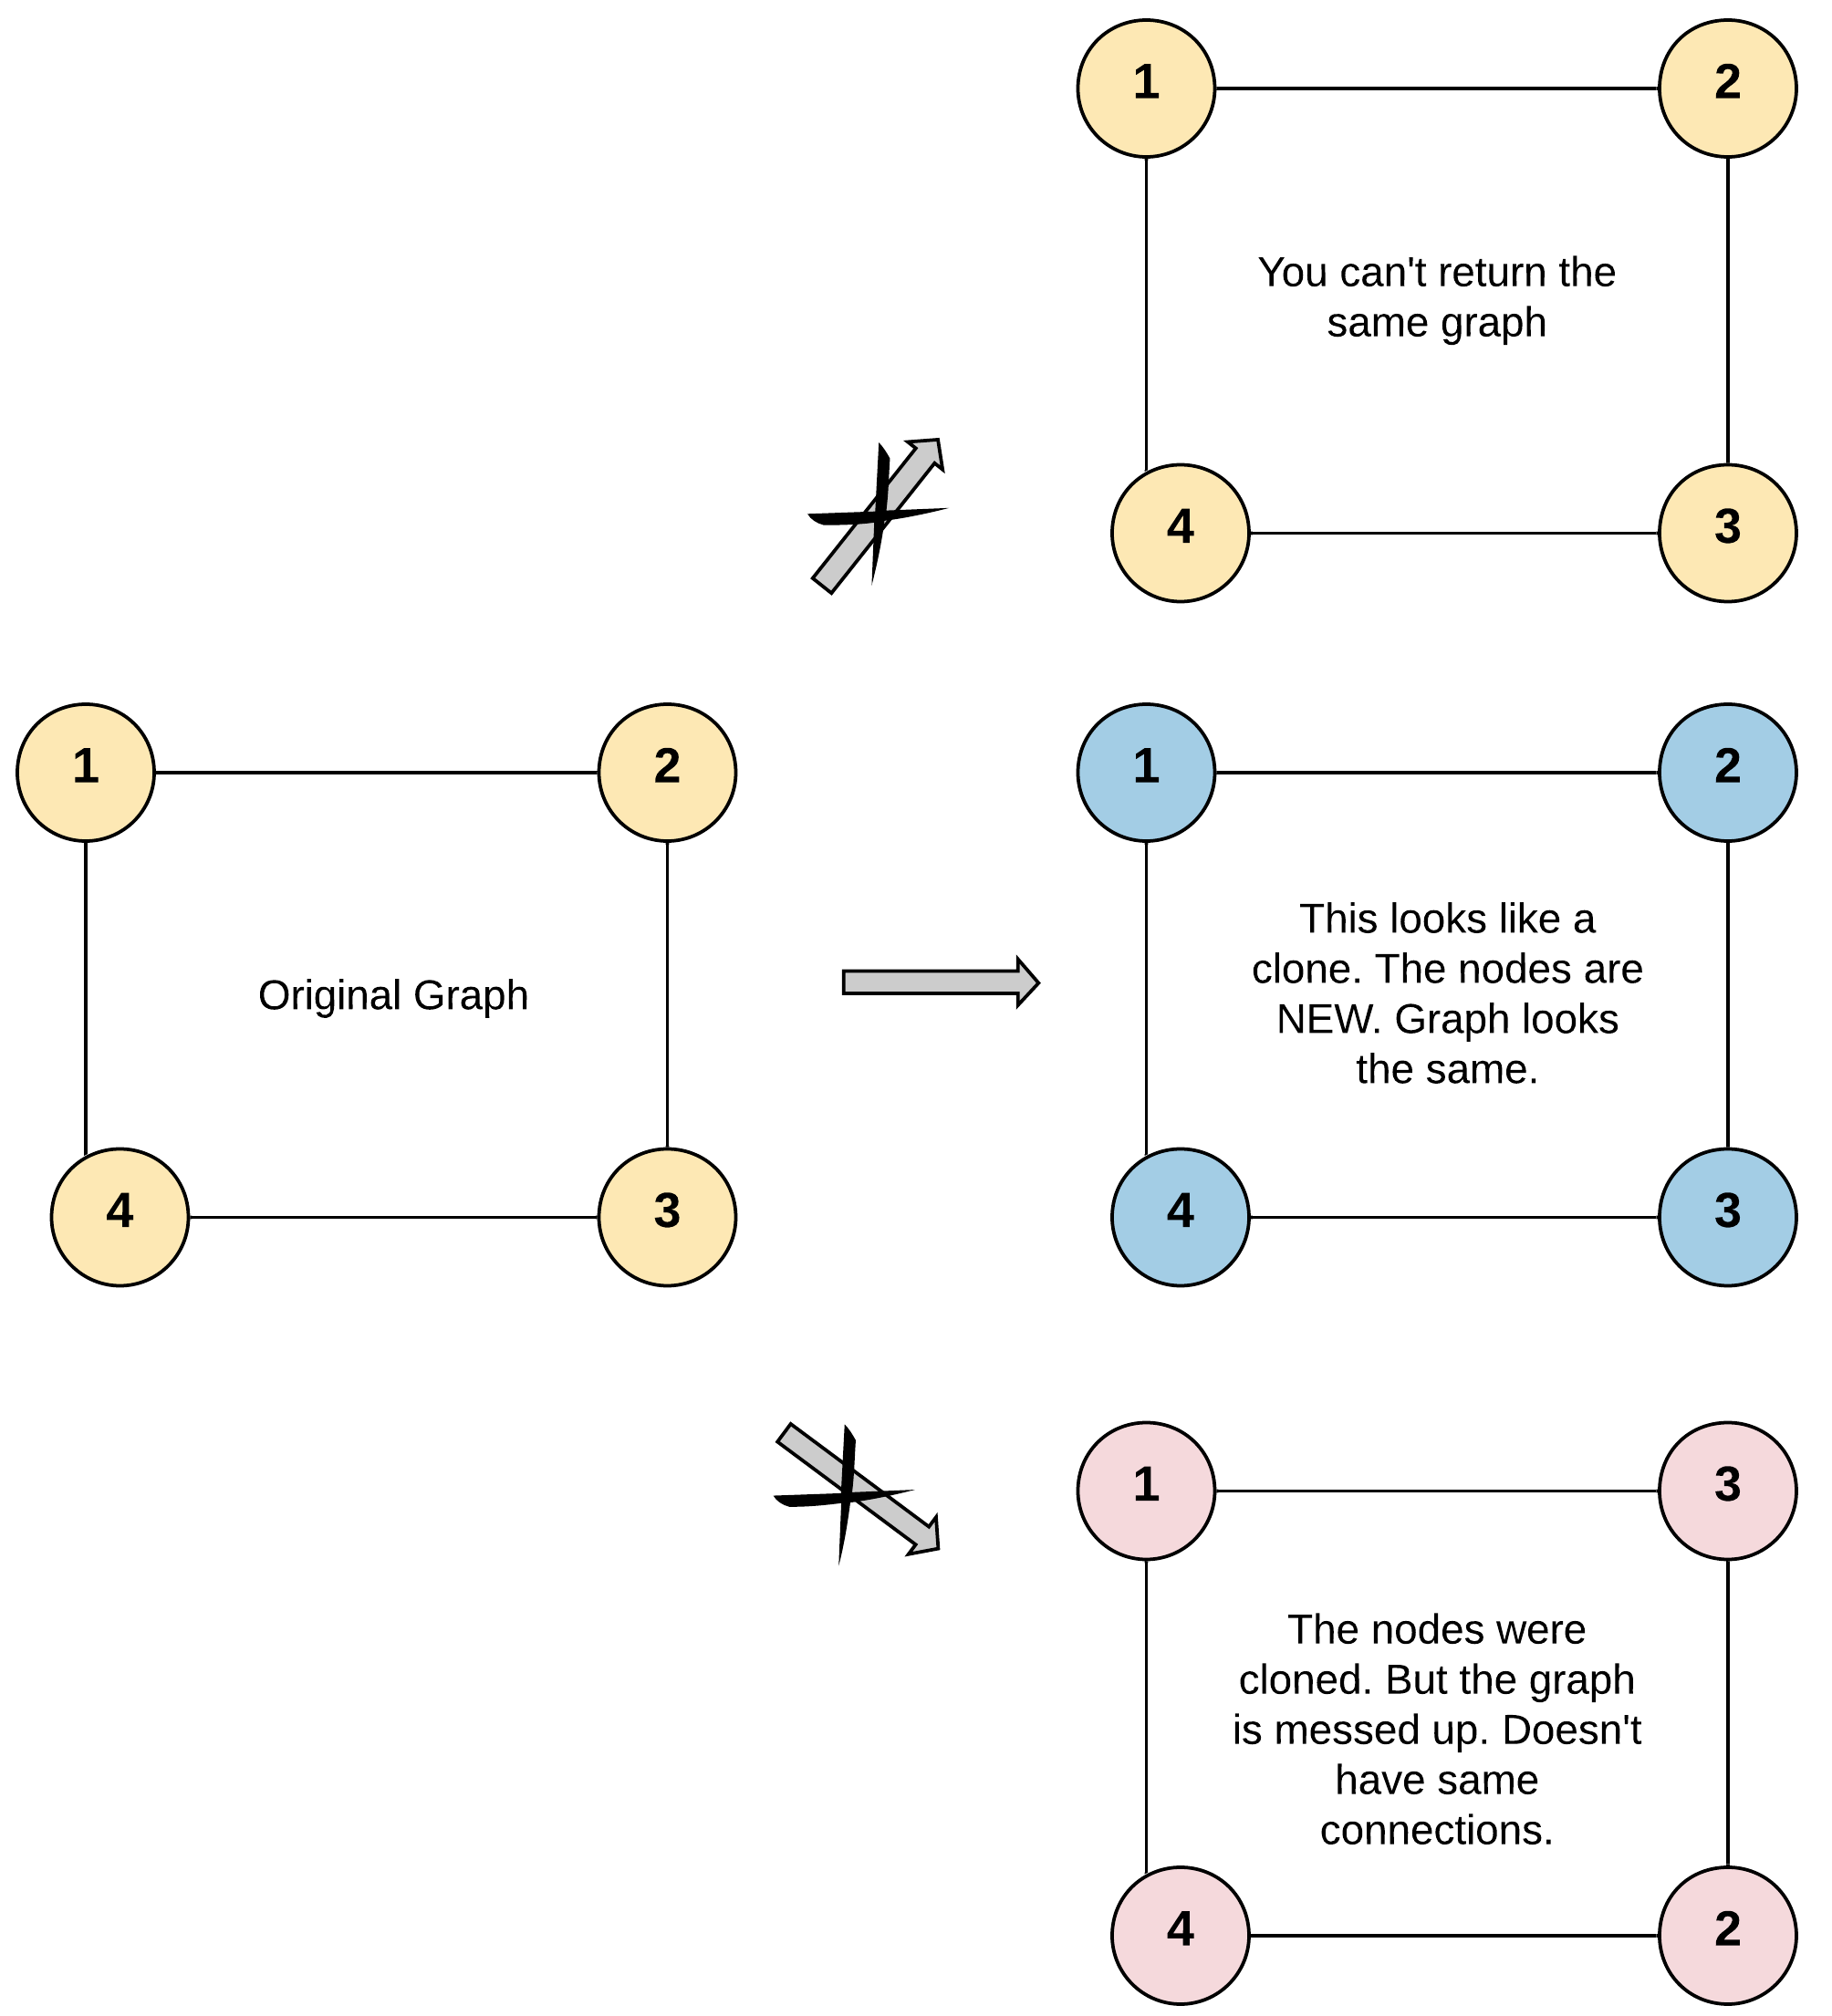 1
2
You can't return the
same graph
4
3
1
2
Original Graph
4
3
1
2
This looks like a
clone. The nodes are
NEW. Graph looks
the same.
4
3
1
3
The nodes were
cloned. But the graph
is messed up. Doesn't
have same
connections.
4
2